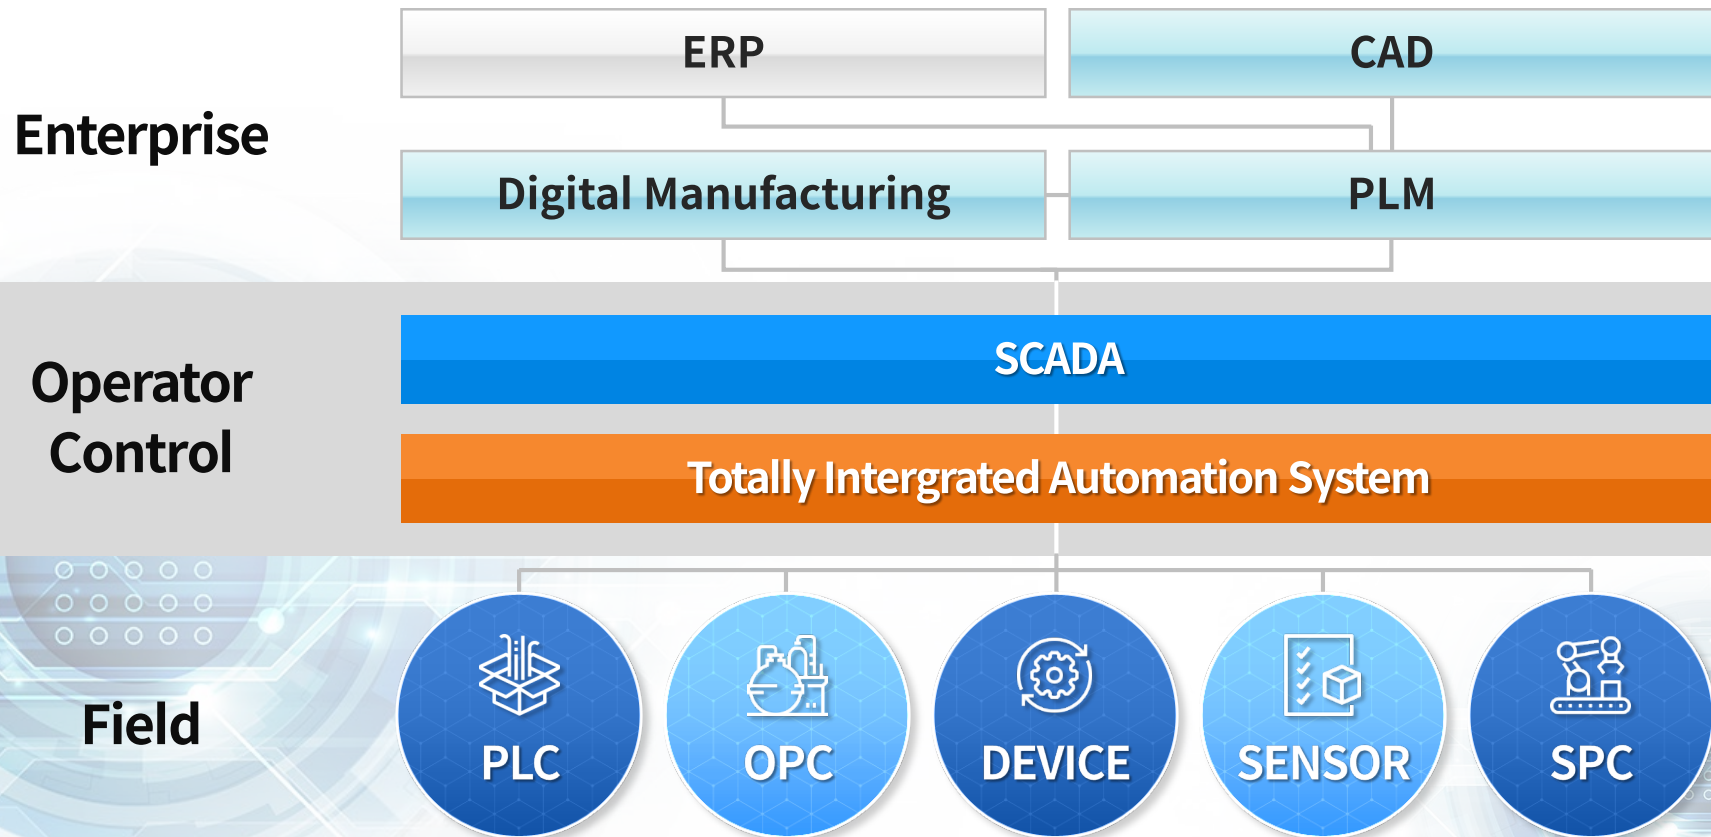 ERP
CAD
Enterprise
Digital Manufacturing
PLM
Operator
Control
SCADA
Totally Intergrated Automation System
Field
PLC
OPC
DEVICE
SENSOR
SPC